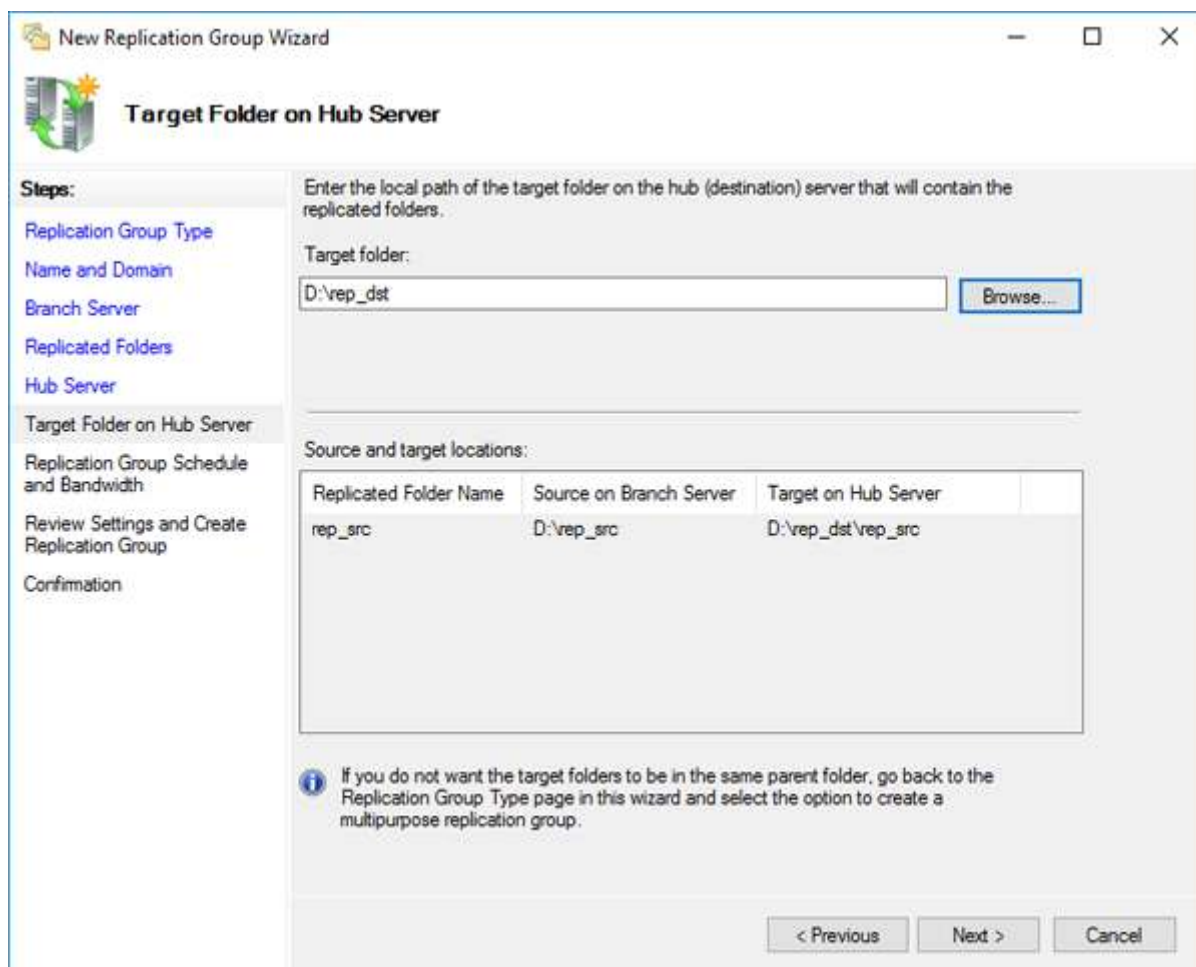 New Replication Group Wizard
Target Folder on Hub Server
Steps:
Replication Group Type
Name and Domain
Branch Server
Replicated Folders
Hub Server
Target Folder on Hub Server
Replication Group Schedule
and Bandwidth
Review Settings and Create
Replication Group
Confirmation
Enter the local path of the target folder on the hub (destination) server that will contain the
replicated folders.
Target folder:
D:\rep_dst
Browse...
Source and target locations:
Replicated Folder Name Source on Branch Server Target on Hub Server
rep_src D:\rep_src D:\rep_dst\rep_src
If you do not want the target folders to be in the same parent folder, go back to the
Replication Group Type page in this wizard and select the option to create a
multipurpose replication group.
< Previous Next > Cancel